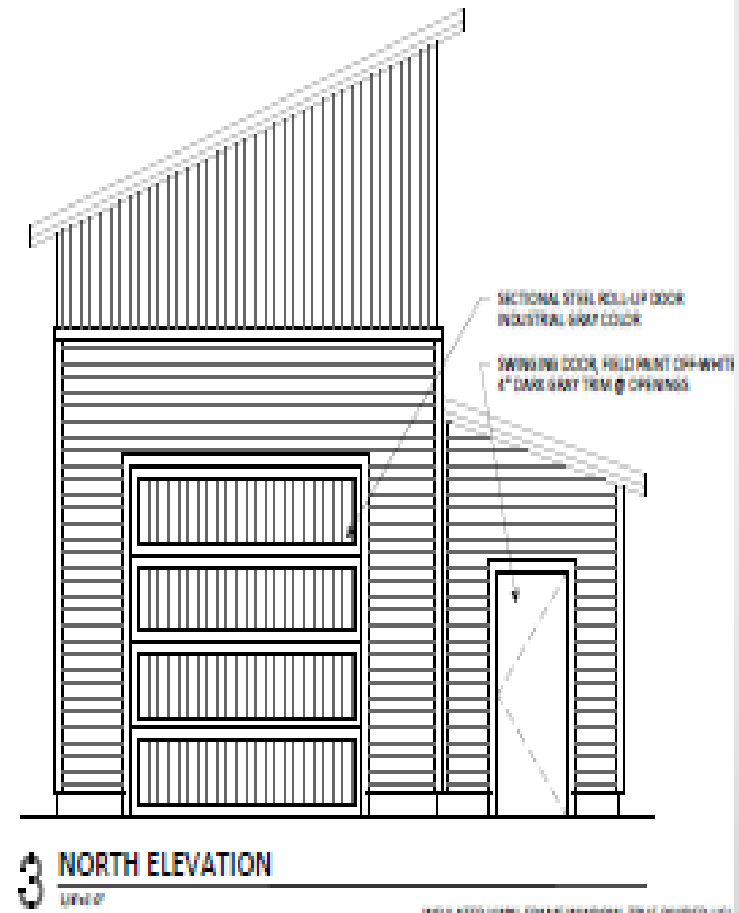 SECTIONAL STEEL ROLL-UP DOOR
INDUSTRIAL GRAY COLOR
SWINGING DOOR, FIELD PAINT OFF-WHITE
4" DARK GRAY TRIM @ OPENINGS
3 NORTH ELEVATION